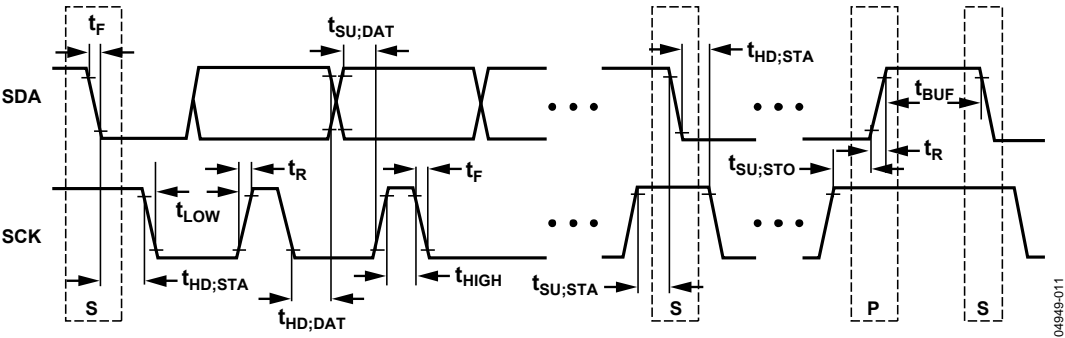 tF
tSU;DAT
tHD;STA
SDA
tBUF
tR
tF
tSU;STO
tR
tLOW
SCK
tHD;STA
tHIGH
tSU;STA
tHD;DAT
S
S
P
S
04949-011